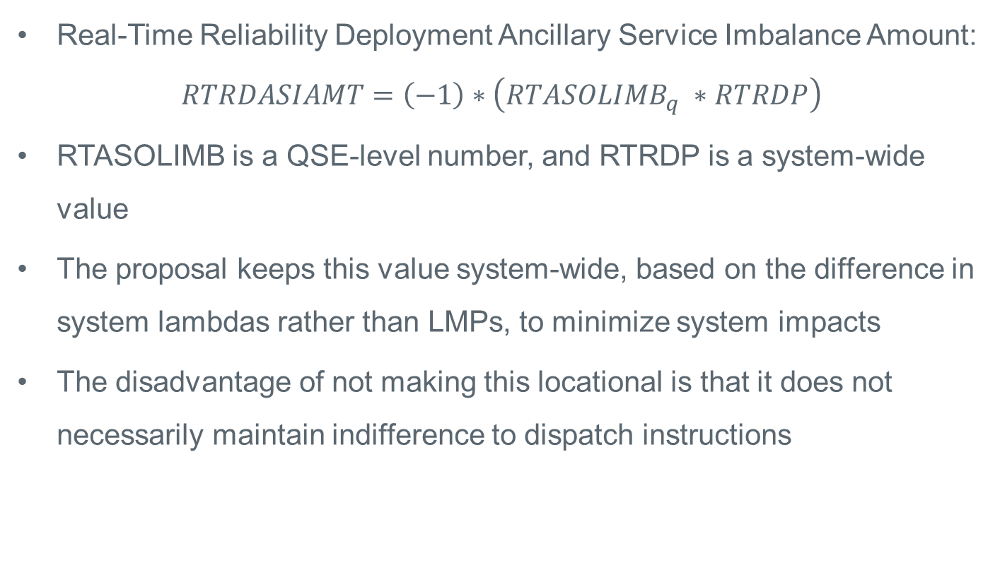 • Real-Time Reliability Deployment Ancillary Service Imbalance Amount:
RTRDASIAMT = (−1) ∗ (RTASOLIMB_q ∗ RTRDP)
• RTASOLIMB is a QSE-level number, and RTRDP is a system-wide
value
• The proposal keeps this value system-wide, based on the difference in
system lambdas rather than LMPs, to minimize system impacts
• The disadvantage of not making this locational is that it does not
necessarily maintain indifference to dispatch instructions